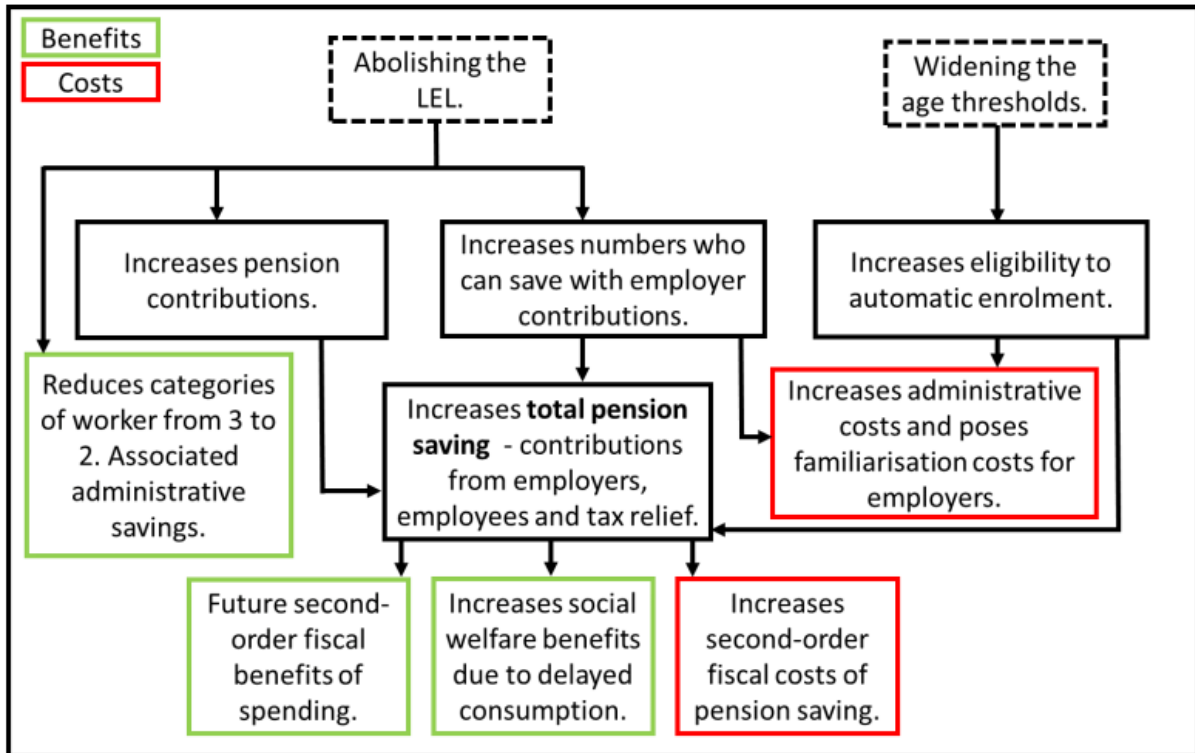 Benefits
Costs
Abolishing the
LEL.
Widening the
age thresholds.
Increases pension
contributions.
Increases numbers who
can save with employer
contributions.
Increases eligibility to
automatic enrolment.
Reduces categories
of worker from 3 to
2. Associated
administrative
savings.
Increases total pension
saving - contributions
from employers,
employees and tax relief.
Increases administrative
costs and poses
familiarisation costs for
employers.
Future second-
order fiscal
benefits of
spending.
Increases social
welfare benefits
due to delayed
consumption.
Increases
second-order
fiscal costs of
pension saving.